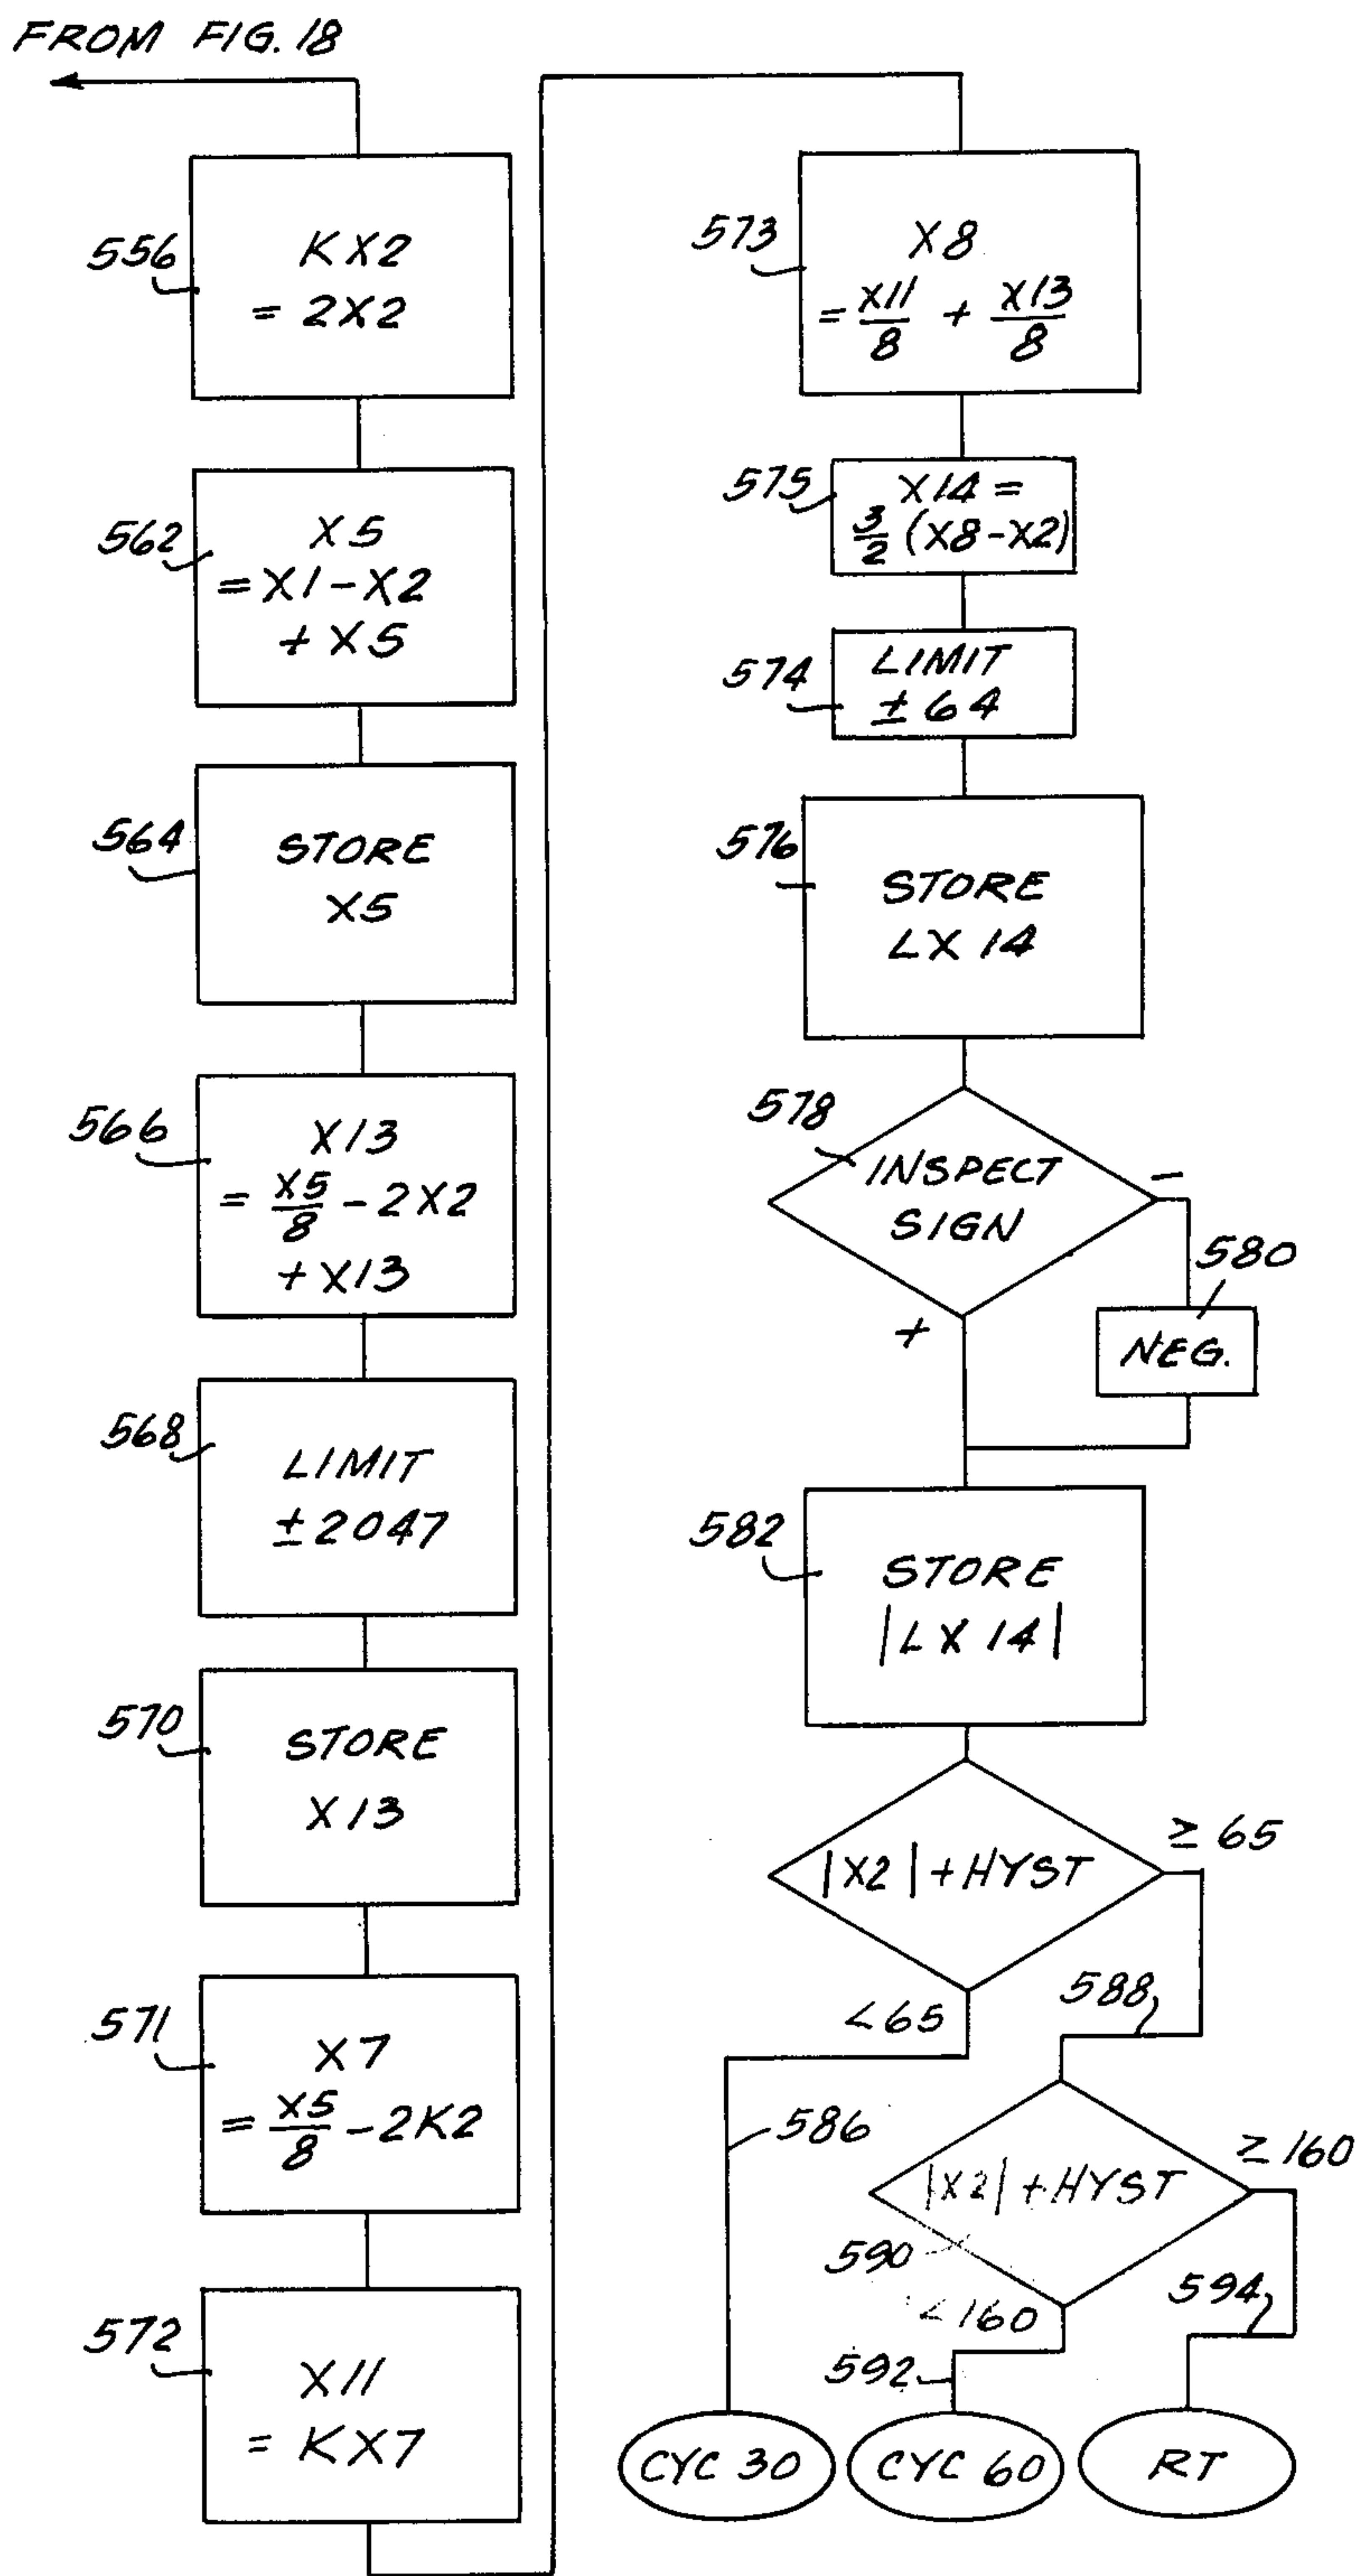 FROM FIG. 18
556
KX2
= 2X2
562
X5
= X1 - X2
+ X5
564
STORE
X5
566
X13
= X5/8 - 2X2
+ X13
568
LIMIT
± 2047
570
STORE
X13
571
X7
= X5/8 - 2K2
572
X11
= KX7
573
X8
= X11/8 + X13/8
575
X14 =
3/2 (X8 - X2)
574
LIMIT
± 64
576
STORE
LX 14
578
INSPECT
SIGN
-
+
580
NEG.
582
STORE
|LX 14|
|X2| + HYST
≥ 65
< 65
588
586
|X2| + HYST
≥ 160
590
< 160
594
592
CYC 30
CYC 60
RT